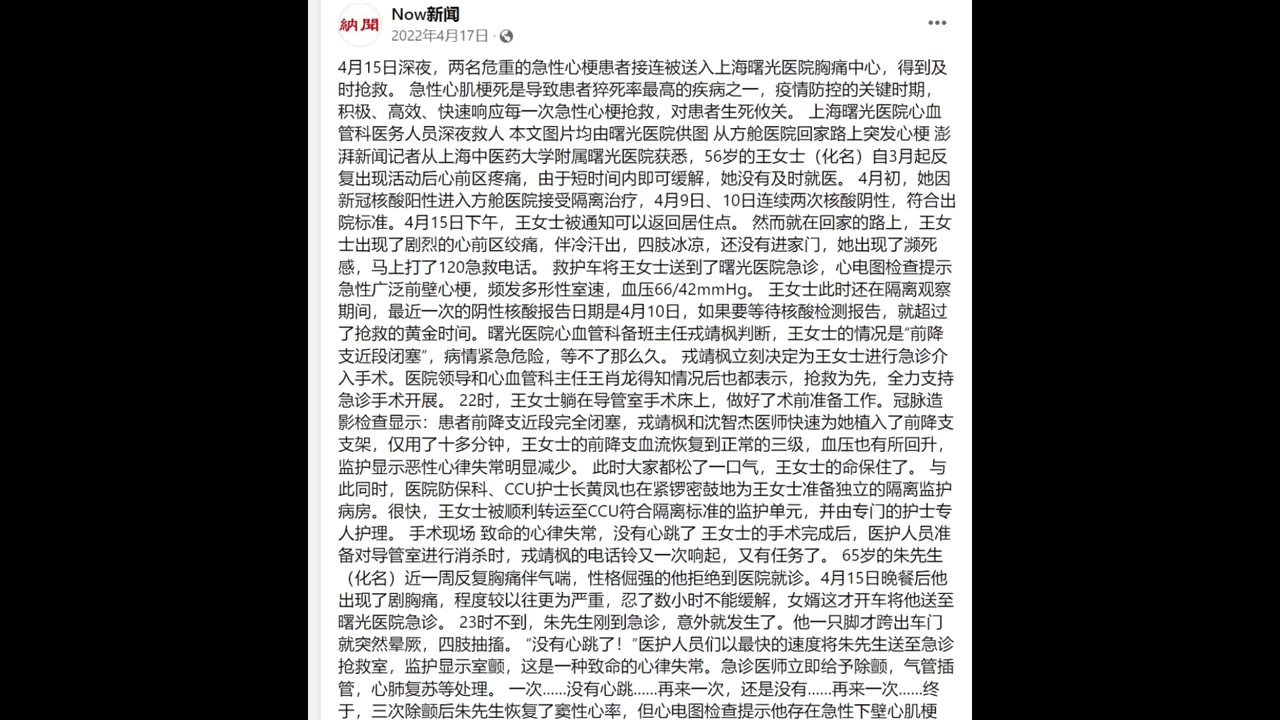 納聞
Now新闻
2022年4月17日 ·
4月15日深夜，两名危重的急性心梗患者接连被送入上海曙光医院胸痛中心，得到及
时抢救。 急性心肌梗死是导致患者猝死率最高的疾病之一，疫情防控的关键时期，
积极、高效、快速响应每一次急性心梗抢救，对患者生死攸关。 上海曙光医院心血
管科医务人员深夜救人 本文图片均由曙光医院供图 从方舱医院回家路上突发心梗 澎
湃新闻记者从上海中医药大学附属曙光医院获悉，56岁的王女士（化名）自3月起反
复出现活动后心前区疼痛，由于短时间内即可缓解，她没有及时就医。 4月初，她因
新冠核酸阳性进入方舱医院接受隔离治疗，4月9日、10日连续两次核酸阴性，符合出
院标准。4月15日下午，王女士被通知可以返回居住点。 然而就在回家的路上，王女
士出现了剧烈的心前区绞痛，伴冷汗出，四肢冰凉，还没有进家门，她出现了濒死
感，马上打了120急救电话。 救护车将王女士送到了曙光医院急诊，心电图检查提示
急性广泛前壁心梗，频发多形性室速，血压66/42mmHg。 王女士此时还在隔离观察
期间，最近一次的阴性核酸报告日期是4月10日，如果要等待核酸检测报告，就超过
了抢救的黄金时间。曙光医院心血管科备班主任戎靖枫判断，王女士的情况是“前降
支近段闭塞”，病情紧急危险，等不了那么久。 戎靖枫立刻决定为王女士进行急诊介
入手术。医院领导和心血管科主任王肖龙得知情况后也都表示，抢救为先，全力支持
急诊手术开展。 22时，王女士躺在导管室手术床上，做好了术前准备工作。冠脉造
影检查显示：患者前降支近段完全闭塞，戎靖枫和沈智杰医师快速为她植入了前降支
支架，仅用了十多分钟，王女士的前降支血流恢复到正常的三级，血压也有所回升，
监护显示恶性心律失常明显减少。 此时大家都松了一口气，王女士的命保住了。 与
此同时，医院防保科、CCU护士长黄凤也在紧锣密鼓地为王女士准备独立的隔离监护
病房。很快，王女士被顺利转运至CCU符合隔离标准的监护单元，并由专门的护士专
人护理。 手术现场 致命的心律失常，没有心跳了 王女士的手术完成后，医护人员准
备对导管室进行消杀时，戎靖枫的电话铃又一次响起，又有任务了。 65岁的朱先生
（化名）近一周反复胸痛伴气喘，性格倔强的他拒绝到医院就诊。4月15日晚餐后他
出现了剧胸痛，程度较以往更为严重，忍了数小时不能缓解，女婿这才开车将他送至
曙光医院急诊。 23时不到，朱先生刚到急诊，意外就发生了。他一只脚才跨出车门
就突然晕厥，四肢抽搐。“没有心跳了！”医护人员们以最快的速度将朱先生送至急诊
抢救室，监护显示室颤，这是一种致命的心律失常。急诊医师立即给予除颤，气管插
管，心肺复苏等处理。 一次……没有心跳……再来一次，还是没有……再来一次……终
于，三次除颤后朱先生恢复了窦性心率，但心电图检查提示他存在急性下壁心肌梗